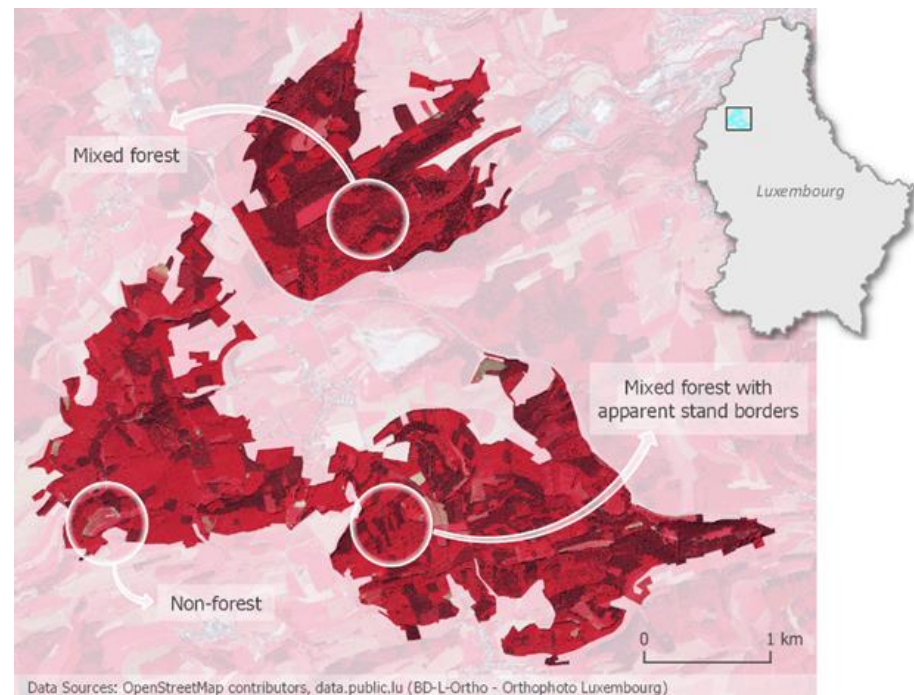 Mixed forest
Luxembourg
Mixed forest with
apparent stand borders
Non-forest
0
1 km
Data Sources: OpenStreetMap contributors, data.public.lu (BD-L-Ortho - Orthophoto Luxembourg)